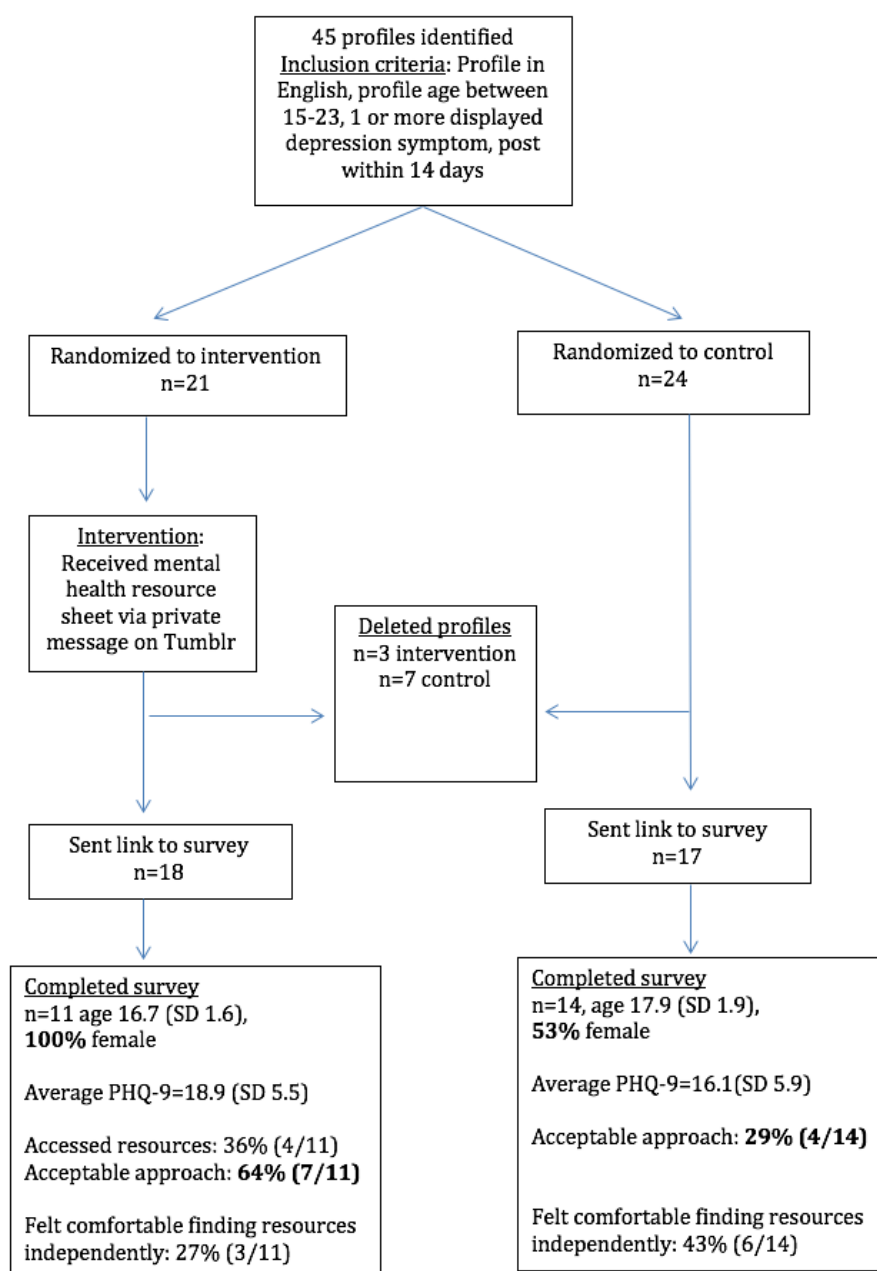 45 profiles identified
Inclusion criteria: Profile in
English, profile age between
15-23, 1 or more displayed
depression symptom, post
within 14 days
Randomized to intervention
n=21
Randomized to control
n=24
Intervention:
Received mental
health resource
sheet via private
message on Tumblr
Deleted profiles
n=3 intervention
n=7 control
Sent link to survey
n=18
Sent link to survey
n=17
Completed survey
n=11 age 16.7 (SD 1.6),
100% female
Average PHQ-9=18.9 (SD 5.5)
Accessed resources: 36% (4/11)
Acceptable approach: 64% (7/11)
Felt comfortable finding resources
independently: 27% (3/11)
Completed survey
n=14, age 17.9 (SD 1.9),
53% female
Average PHQ-9=16.1(SD 5.9)
Acceptable approach: 29% (4/14)
Felt comfortable finding resources
independently: 43% (6/14)